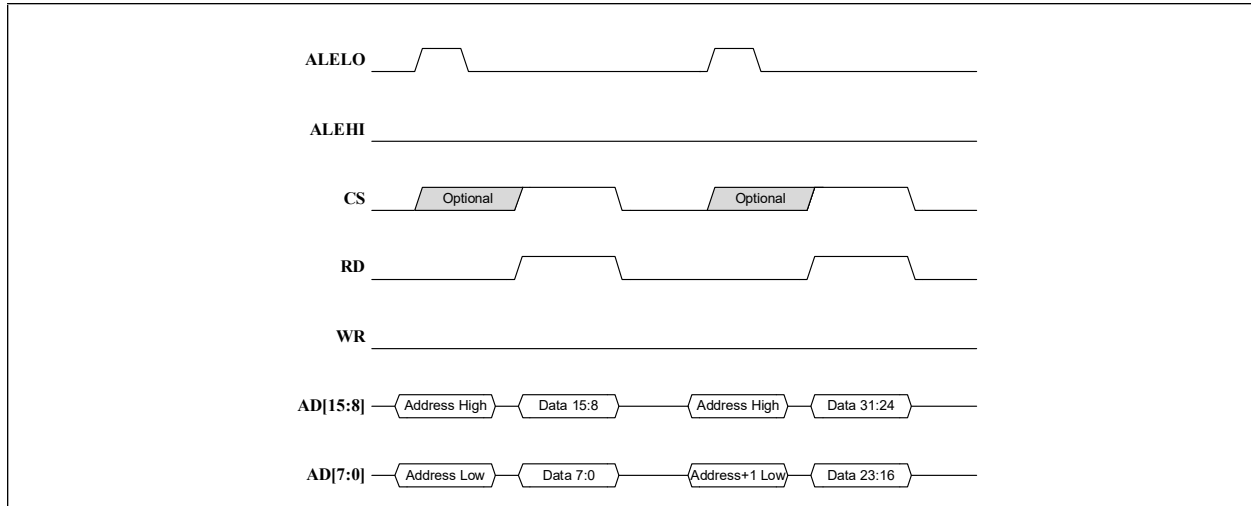 ALELO
ALEHI
CS Optional Optional
RD
WR
AD[15:8] Address High Data 15:8 Address High Data 31:24
AD[7:0] Address Low Data 7:0 Address+1 Low Data 23:16